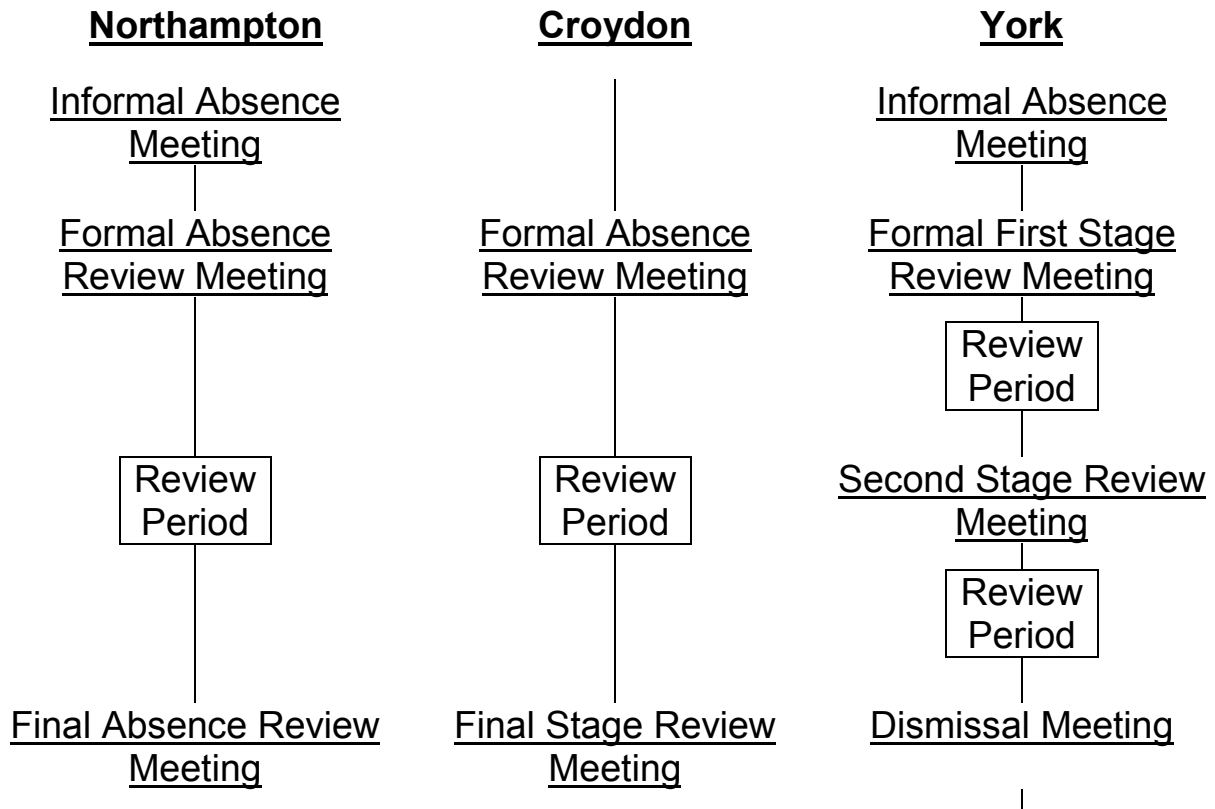 Northampton
Croydon
York
Informal Absence
Meeting
Informal Absence
Meeting
Formal Absence
Review Meeting
Formal Absence
Review Meeting
Formal First Stage
Review Meeting
Review
Period
Review
Period
Review
Period
Second Stage Review
Meeting
Review
Period
Final Absence Review
Meeting
Final Stage Review
Meeting
Dismissal Meeting